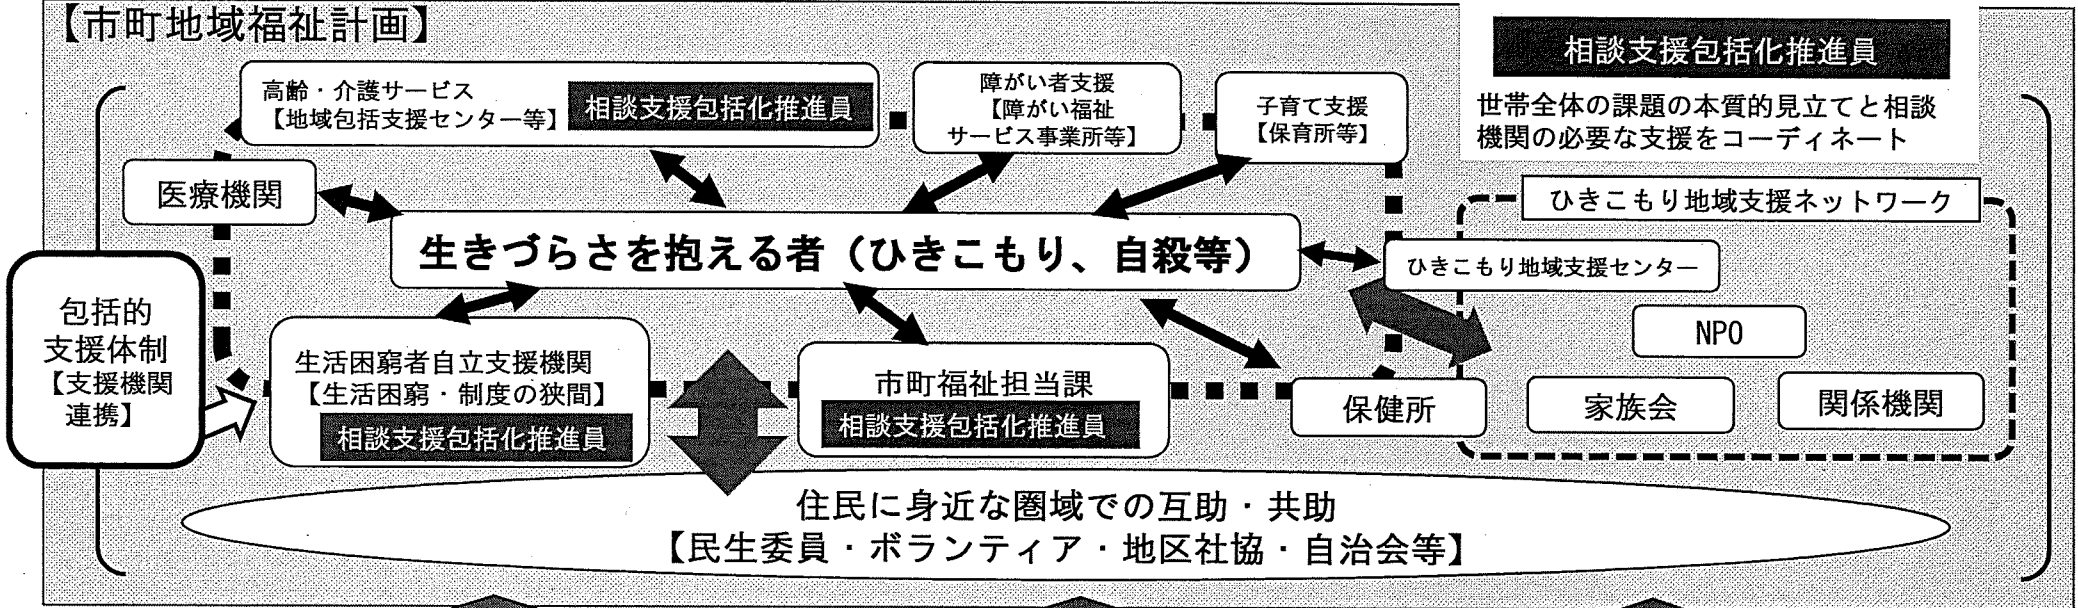 【市町地域福祉計画】
相談支援包括化推進員
世帯全体の課題の本質的見立てと相談
機関の必要な支援をコーディネート
高齢・介護サービス
【地域包括支援センター等】
相談支援包括化推進員
障がい者支援
【障がい福祉
サービス事業所等】
子育て支援
【保育所等】
医療機関
ひきこもり地域支援ネットワーク
生きづらさを抱える者（ひきこもり、自殺等）
ひきこもり地域支援センター
包括的
支援体制
【支援機関
連携】
NPO
生活困窮者自立支援機関
【生活困窮・制度の狭間】
相談支援包括化推進員
市町福祉担当課
相談支援包括化推進員
保健所
家族会
関係機関
住民に身近な圏域での互助・共助
【民生委員・ボランティア・地区社協・自治会等】